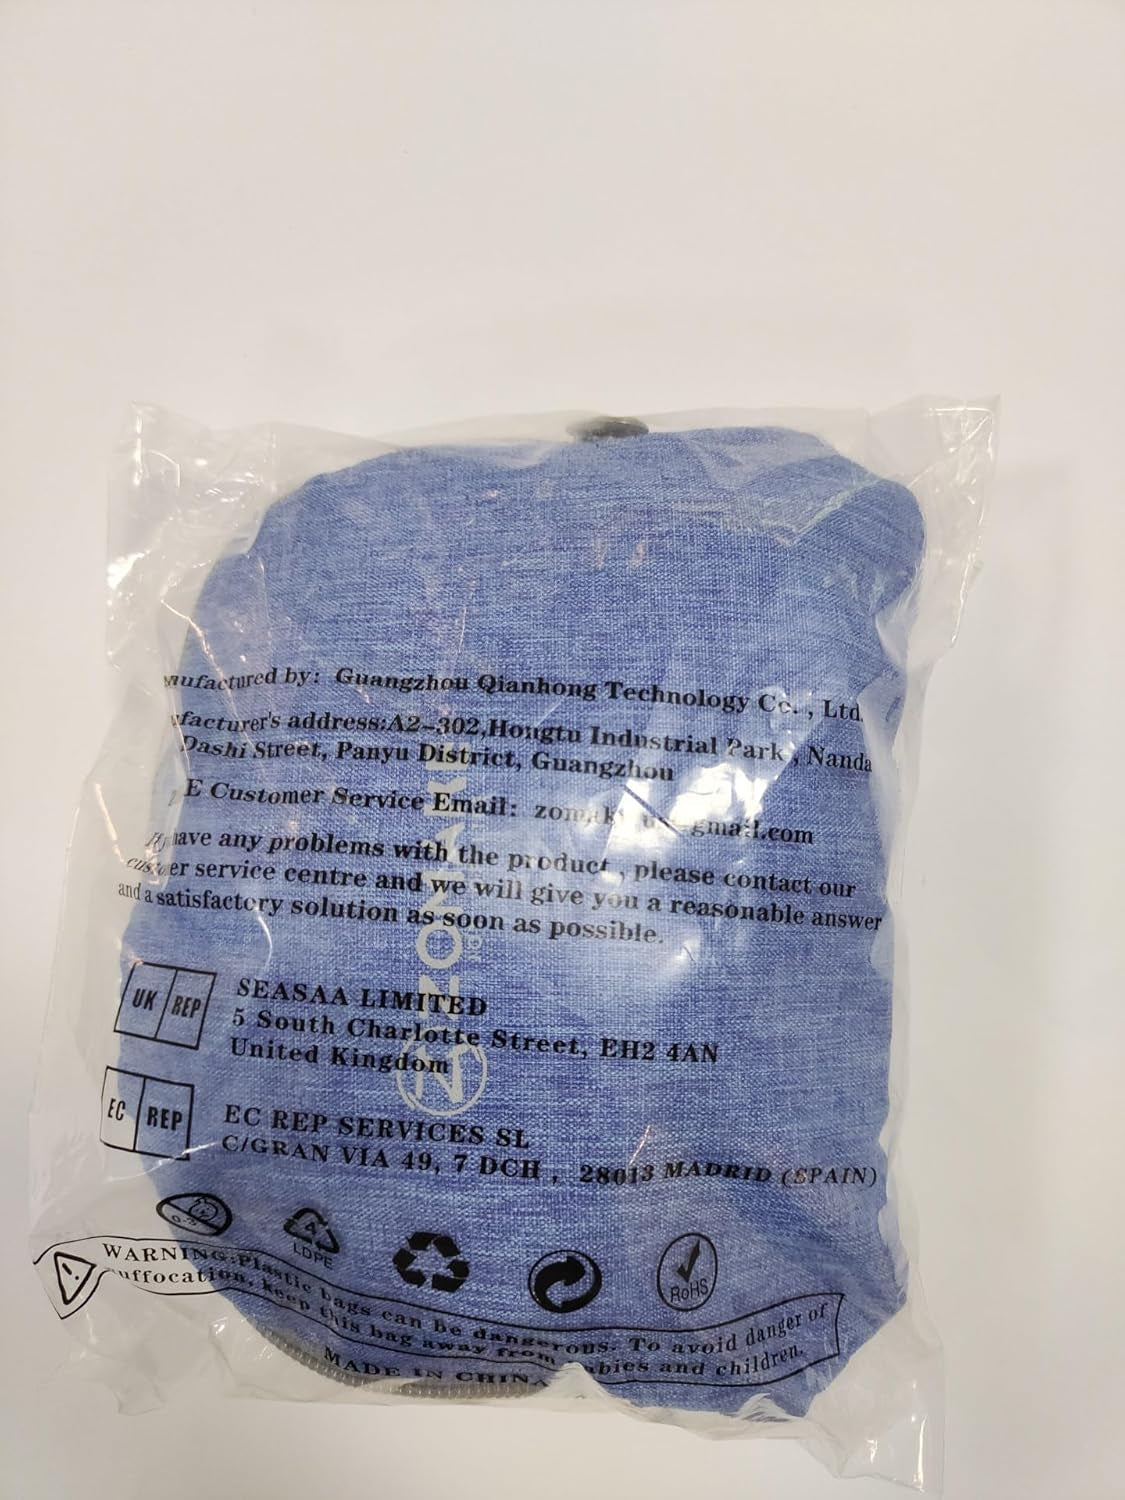 nufactured by: Guangzhou Qianhong Technology Co. , Ltd.
ufacturer's address:A2-302,Hongtu Industrial Park , Nanda
Dashi Street, Panyu District, Guangzhou
E Customer Service Email:
have any problems with the product , please contact our
er service centre and we will give you a reasonable answer
and a satisfactory solution as soon as possible.
UK REP
SEASAA LIMITED
5 South Charlotte Street, EH2 4AN
United Kingdom
EC REP
EC REP SERVICES SL
C/GRAN VIA 49, 7 DCH , 28013 MADRID (SPAIN)
0-3
4
LDPE
RoHS
WARNING:Plastic bags can be dangerous. To avoid danger of
suffocation, keep this bag away from babies and children.
MADE IN CHINA